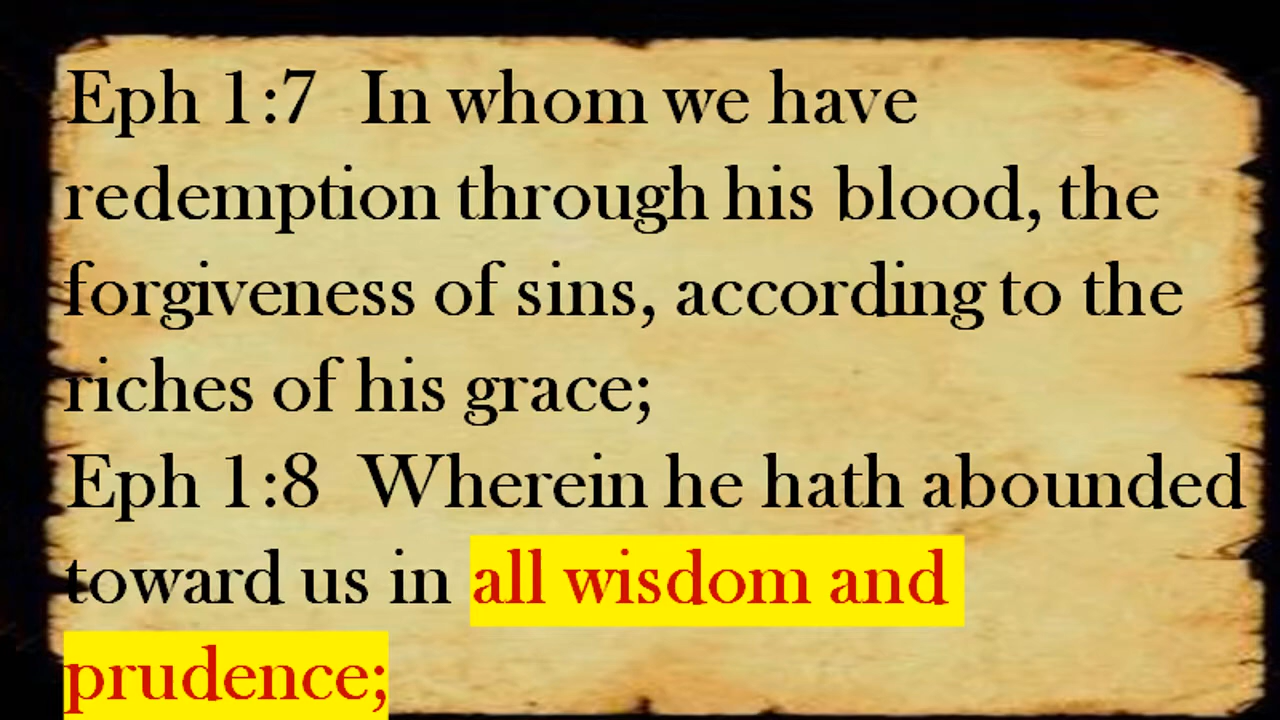 Eph 1:7 In whom we have
redemption through his blood, the
forgiveness of sins, according to the
riches of his grace;
Eph 1:8 Wherein he hath abounded
toward us in all wisdom and
prudence;